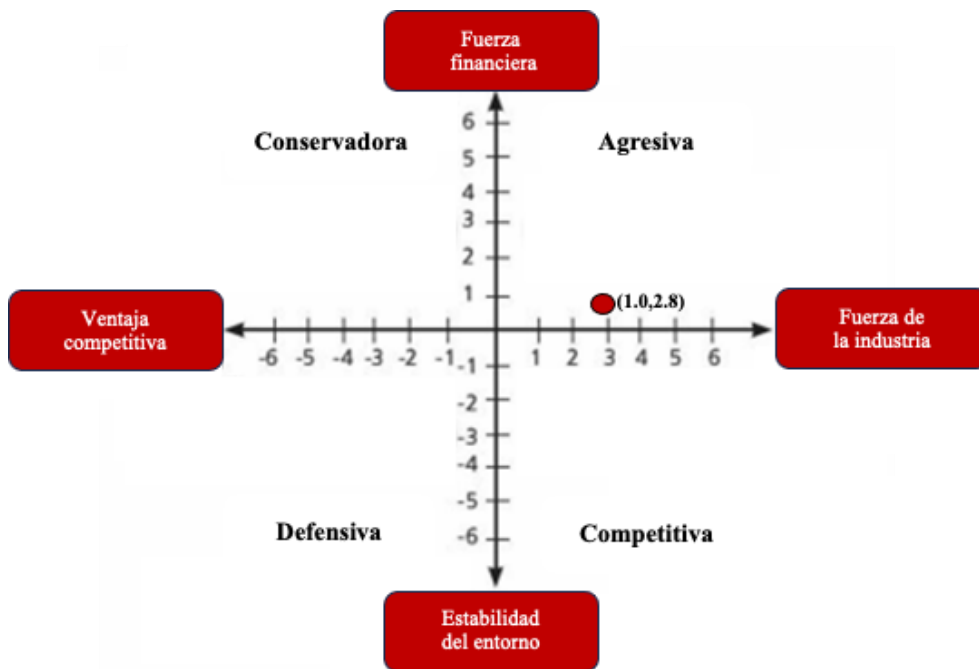 Fuerza
financiera
Conservadora
Agresiva
6
5
4
3
2
1
(1.0,2.8)
Ventaja
competitiva
Fuerza de
la industria
-6 -5 -4 -3 -2 -1 1 2 3 4 5 6
-1
-2
-3
-4
-5
-6
Defensiva
Competitiva
Estabilidad
del entorno